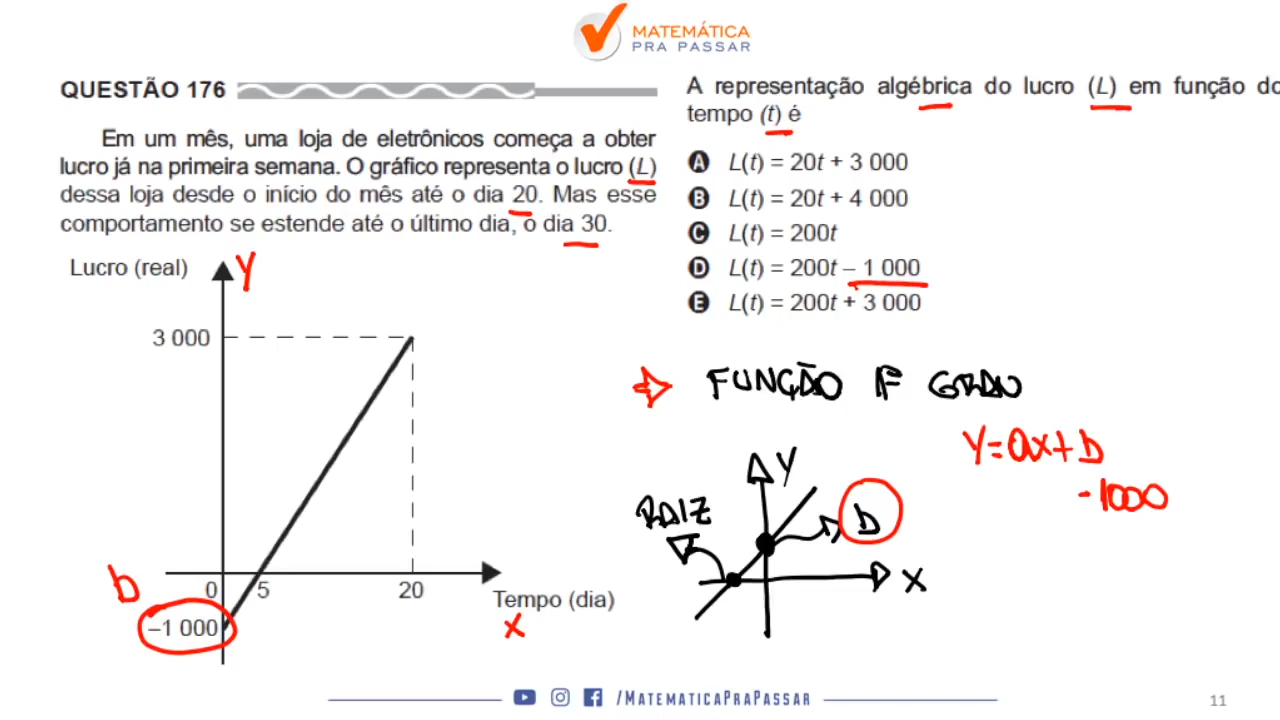 MATEMÁTICA
PRA PASSAR
QUESTÃO 176
Em um mês, uma loja de eletrônicos começa a obter
lucro já na primeira semana. O gráfico representa o lucro (L)
dessa loja desde o início do mês até o dia 20. Mas esse
comportamento se estende até o último dia, o dia 30.
Lucro (real)
Y
3 000
0
5
20
Tempo (dia)
X
b
–1 000
A representação algébrica do lucro (L) em função do
tempo (t) é
A L(t) = 20t + 3 000
B L(t) = 20t + 4 000
C L(t) = 200t
D L(t) = 200t – 1 000
E L(t) = 200t + 3 000
FUNÇÃO 1º GRAU
Y=ax+b
-1000
Y
RAIZ
b
X
/MATEMATICAPRAPASSAR
11